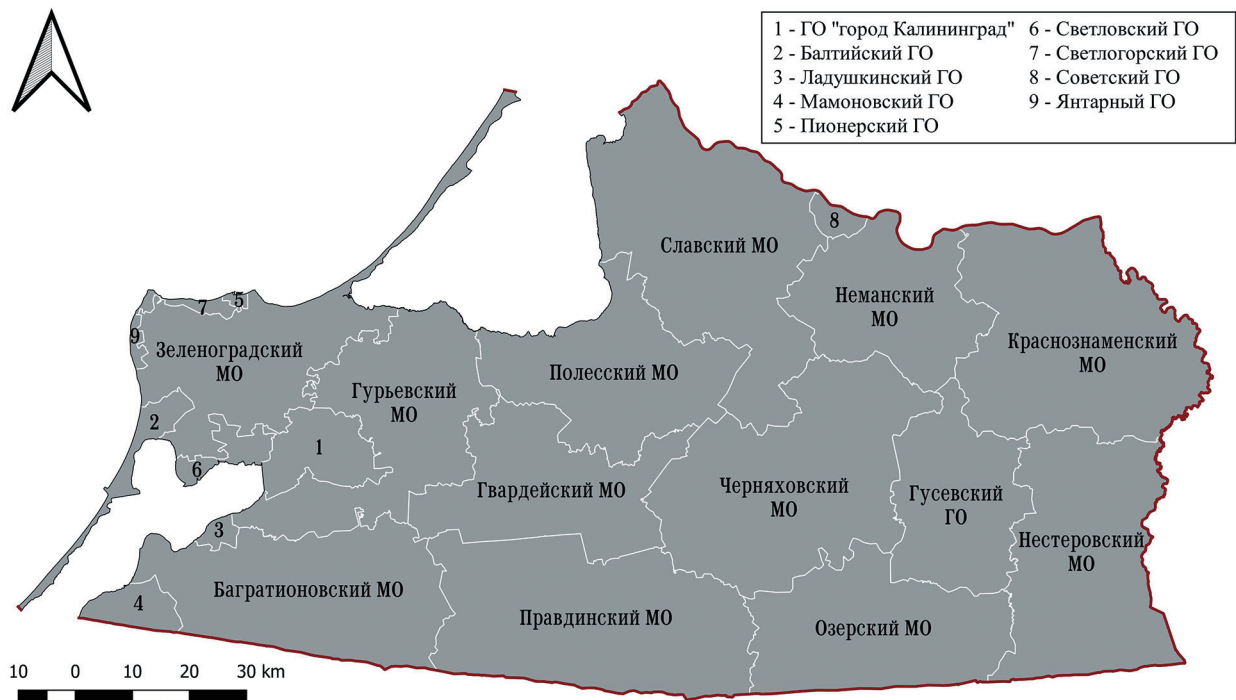 1 - ГО "город Калининград"
2 - Балтийский ГО
3 - Ладушкинский ГО
4 - Мамоновский ГО
5 - Пионерский ГО
6 - Светловский ГО
7 - Светлогорский ГО
8 - Советский ГО
9 - Янтарный ГО
8
Славский МО
Неманский
МО
5
7
9
Зеленоградский
МО
Краснознаменский
МО
Полесский МО
Гурьевский
МО
2
1
6
Гвардейский МО
Черняховский
МО
Гусевский
ГО
3
Нестеровский
МО
Багратионовский МО
4
Правдинский МО
Озерский МО
10 0 10 20 30 km